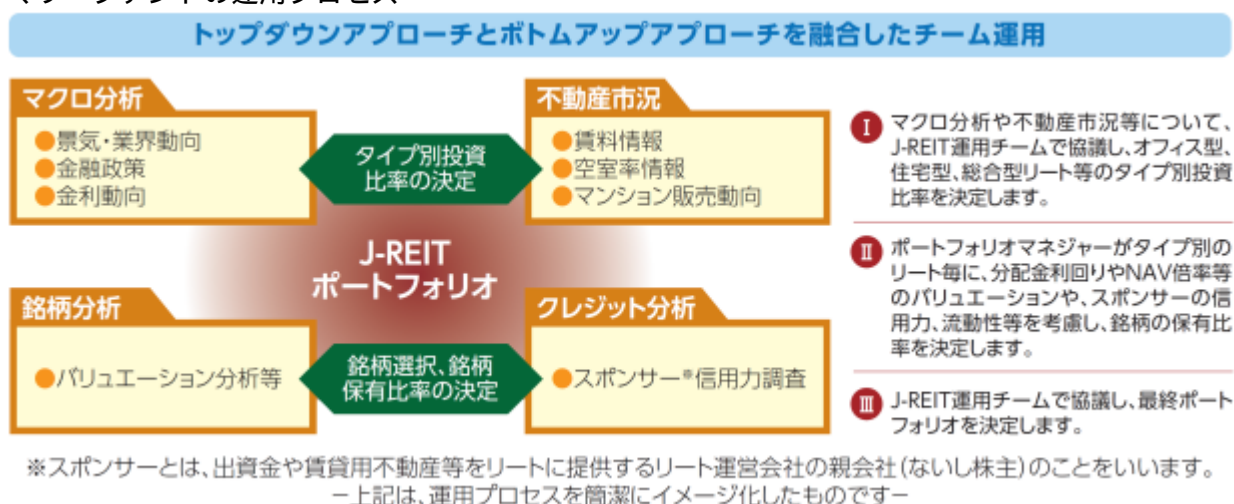 マザーファンドの運用プロセス
トップダウンアプローチとボトムアップアプローチを融合したチーム運用
マクロ分析
●景気・業界動向
●金融政策
●金利動向
タイプ別投資
比率の決定
不動産市況
●賃料情報
●空室率情報
●マンション販売動向
J-REIT
ポートフォリオ
銘柄分析
●バリュエーション分析等
銘柄選択、銘柄
保有比率の決定
クレジット分析
●スポンサー※信用力調査
Ⅰ マクロ分析や不動産市況等について、
J-REIT運用チームで協議し、オフィス型、
住宅型、総合型リート等のタイプ別投資
比率を決定します。
Ⅱ ポートフォリオマネジャーがタイプ別の
リート毎に、分配金利回りやNAV倍率等
のバリュエーションや、スポンサーの信
用力、流動性等を考慮し、銘柄の保有比
率を決定します。
Ⅲ J-REIT運用チームで協議し、最終ポート
フォリオを決定します。
※スポンサーとは、出資金や賃貸用不動産等をリートに提供するリート運営会社の親会社(ないし株主)のことをいいます。
－上記は、運用プロセスを簡潔にイメージ化したものです－